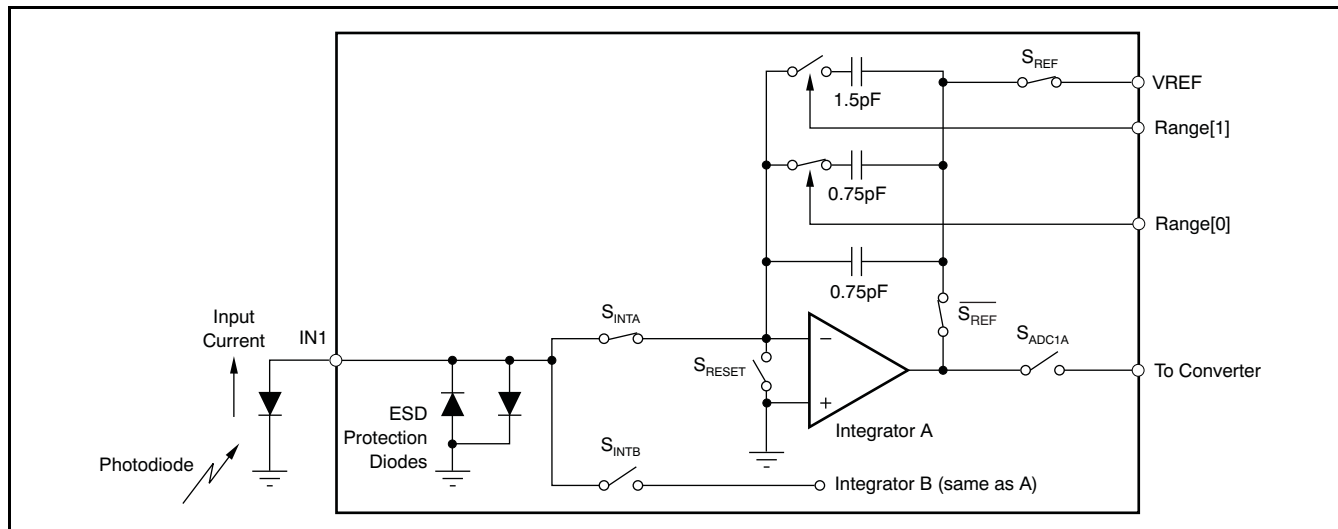 SREF
VREF
1.5pF
Range[1]
0.75pF
Range[0]
0.75pF
Input
Current
IN1
SINTA
SREF
SADC1A
SRESET
−
+
To Converter
ESD
Protection
Diodes
Integrator A
Photodiode
SINTB
Integrator B (same as A)